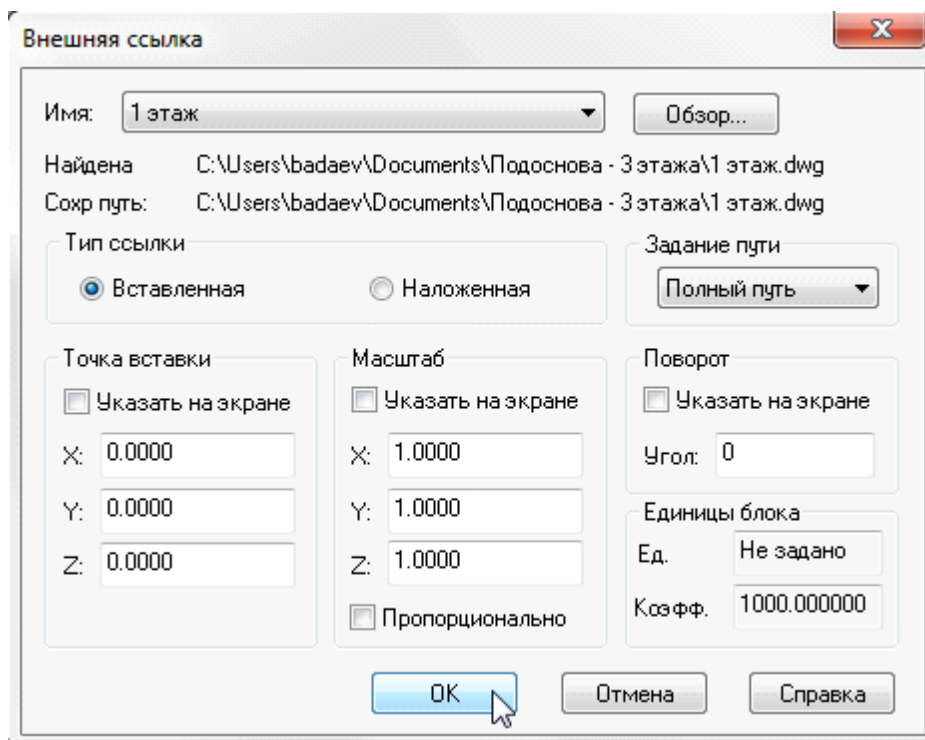 Внешняя ссылка
Имя: 1 этаж Обзор...
Найдена C:\Users\badaev\Documents\Подоснова - 3 этажа\1 этаж.dwg
Сохр путь: C:\Users\badaev\Documents\Подоснова - 3 этажа\1 этаж.dwg
Тип ссылки Задание пути
Вставленная Наложенная Полный путь
Точка вставки Масштаб Поворот
Указать на экране Указать на экране Указать на экране
X: 0.0000 X: 1.0000 Угол: 0
Y: 0.0000 Y: 1.0000 Единицы блока
Z: 0.0000 Z: 1.0000 Ед. Не задано
Пропорционально Коэфф. 1000.000000
OK Отмена Справка